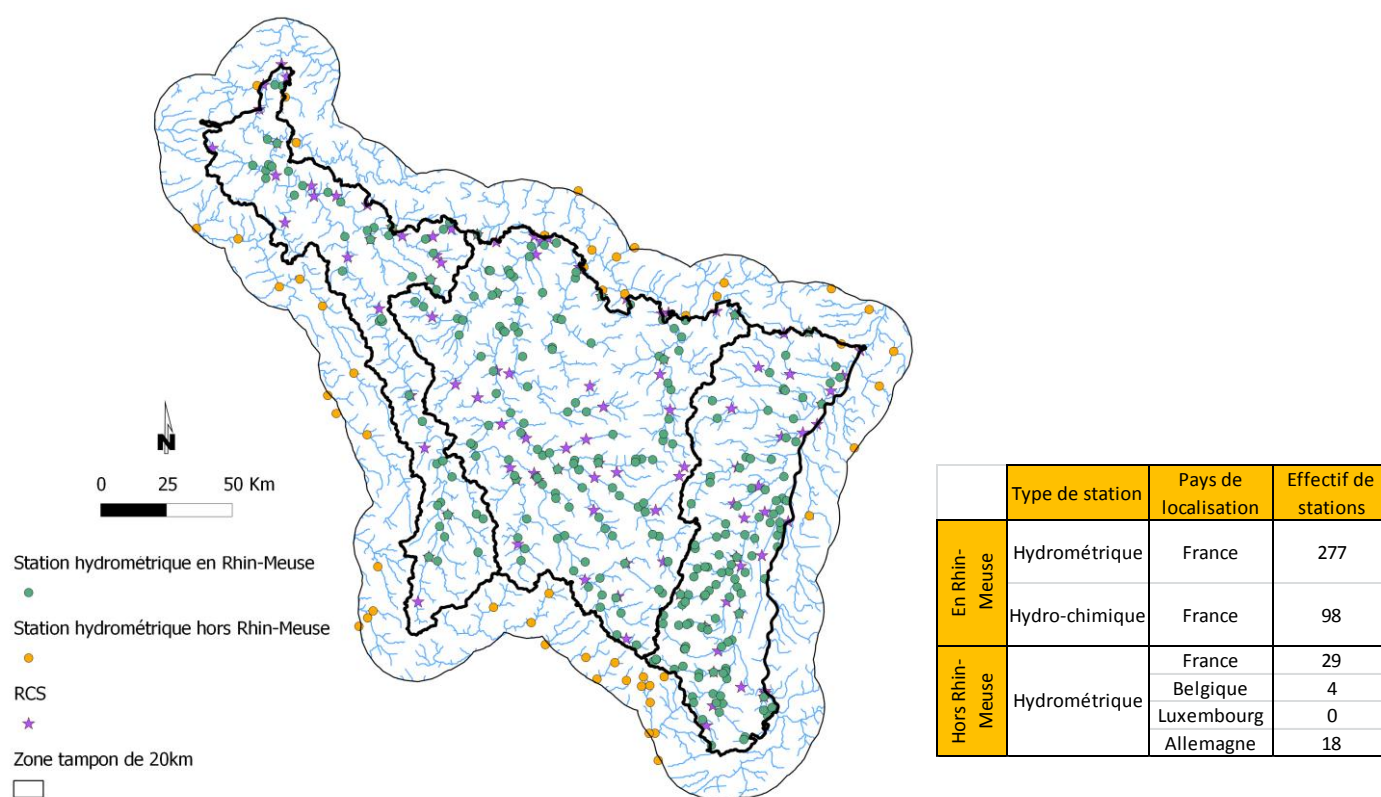 N
0 25 50 Km
Station hydrométrique en Rhin-Meuse
Station hydrométrique hors Rhin-Meuse
RCS
Zone tampon de 20km
Type de station
Pays de
localisation
Effectif de
stations
En Rhin-
Meuse
Hydrométrique France 277
Hydro-chimique France 98
Hors Rhin-
Meuse
Hydrométrique
France 29
Belgique 4
Luxembourg 0
Allemagne 18